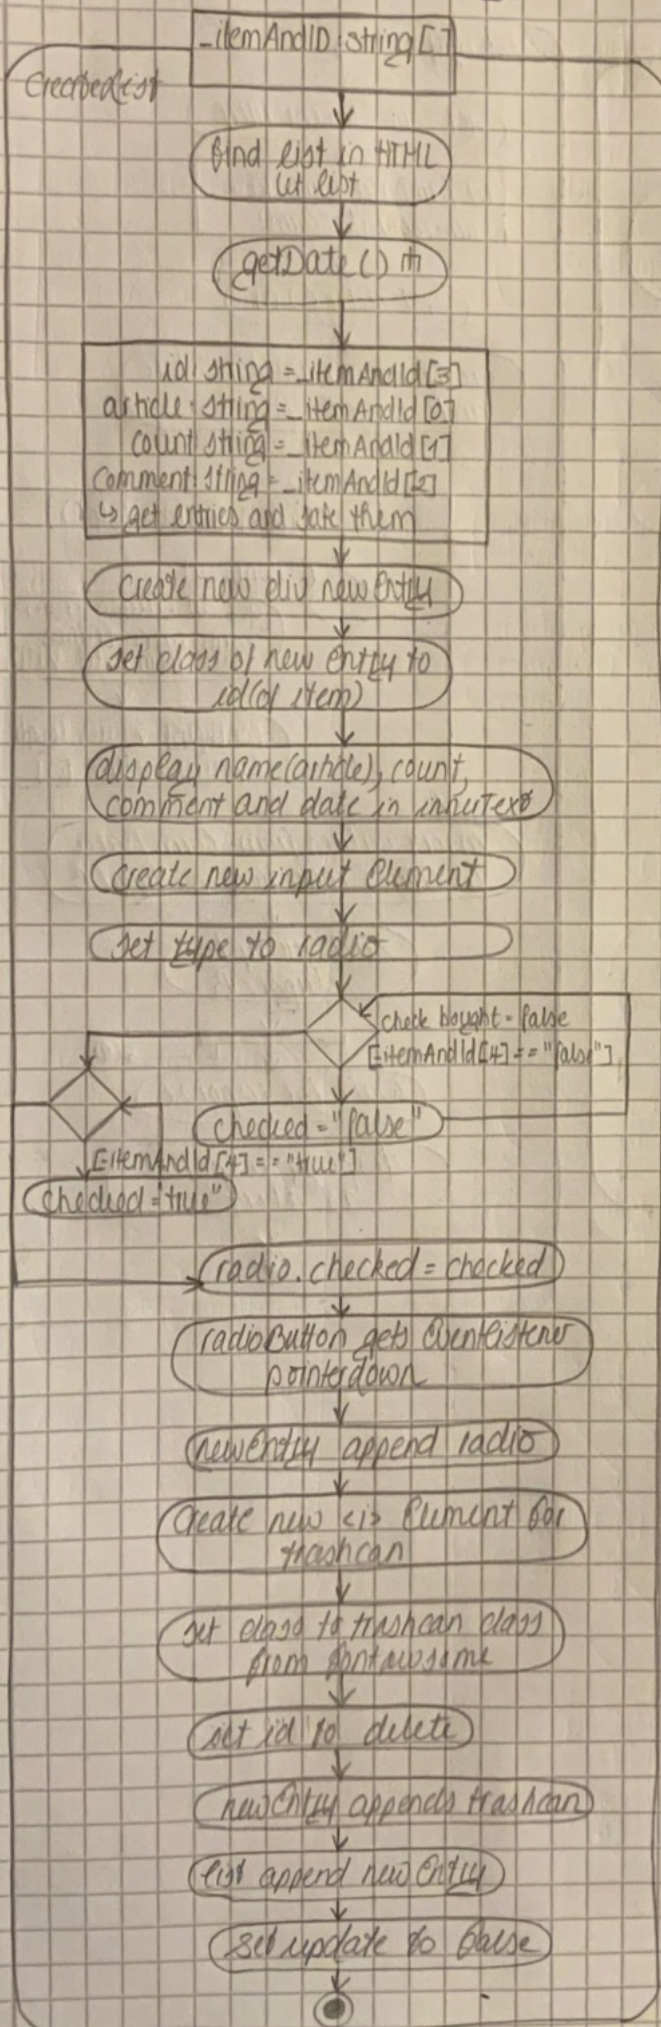 _itemAndID: string[]
CreatedList
find list in HTML
let list
getDate()
id: string = _itemAndId[3]
article: string = _itemAndId[0]
count string = _itemAndId[1]
comment: string = _itemAndId[2]
↳ get entries and safe them
create new div newEntry
set class of new Entry to
id(of item)
display name(article), count,
comment and date in innerText
create new input Element
set type to radio
check bought = false
[itemAndId[4] == "false"]
checked = "false"
[itemAndId[4] == "true"]
checked = "true"
radio.checked = checked
radioButton gets EventListener
pointerdown
newEntry append radio
create new <i> Element for
trashcan
set class to trashcan class
from fontawsome
set id to delete
newEntry appends trashcan
list append newEntry
set update to false